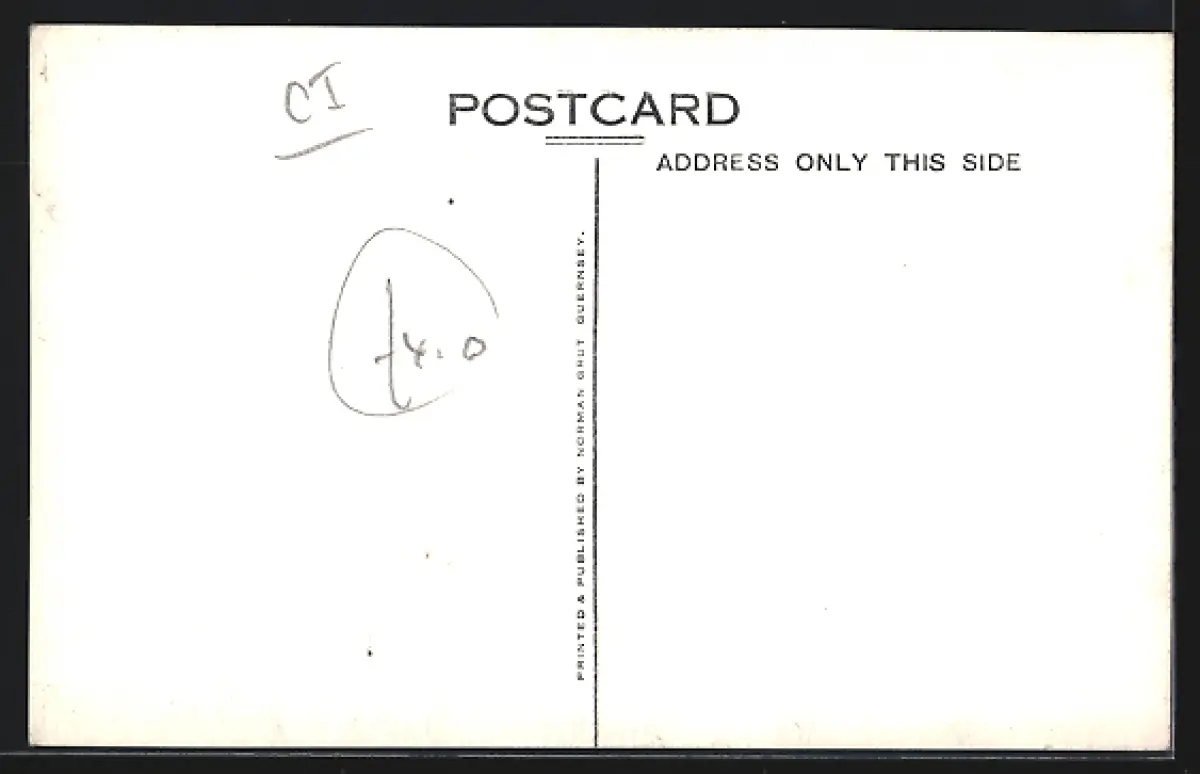 CI
POSTCARD
ADDRESS ONLY THIS SIDE
£4.0
PRINTED & PUBLISHED BY NORMAN GRUT GUERNSEY.